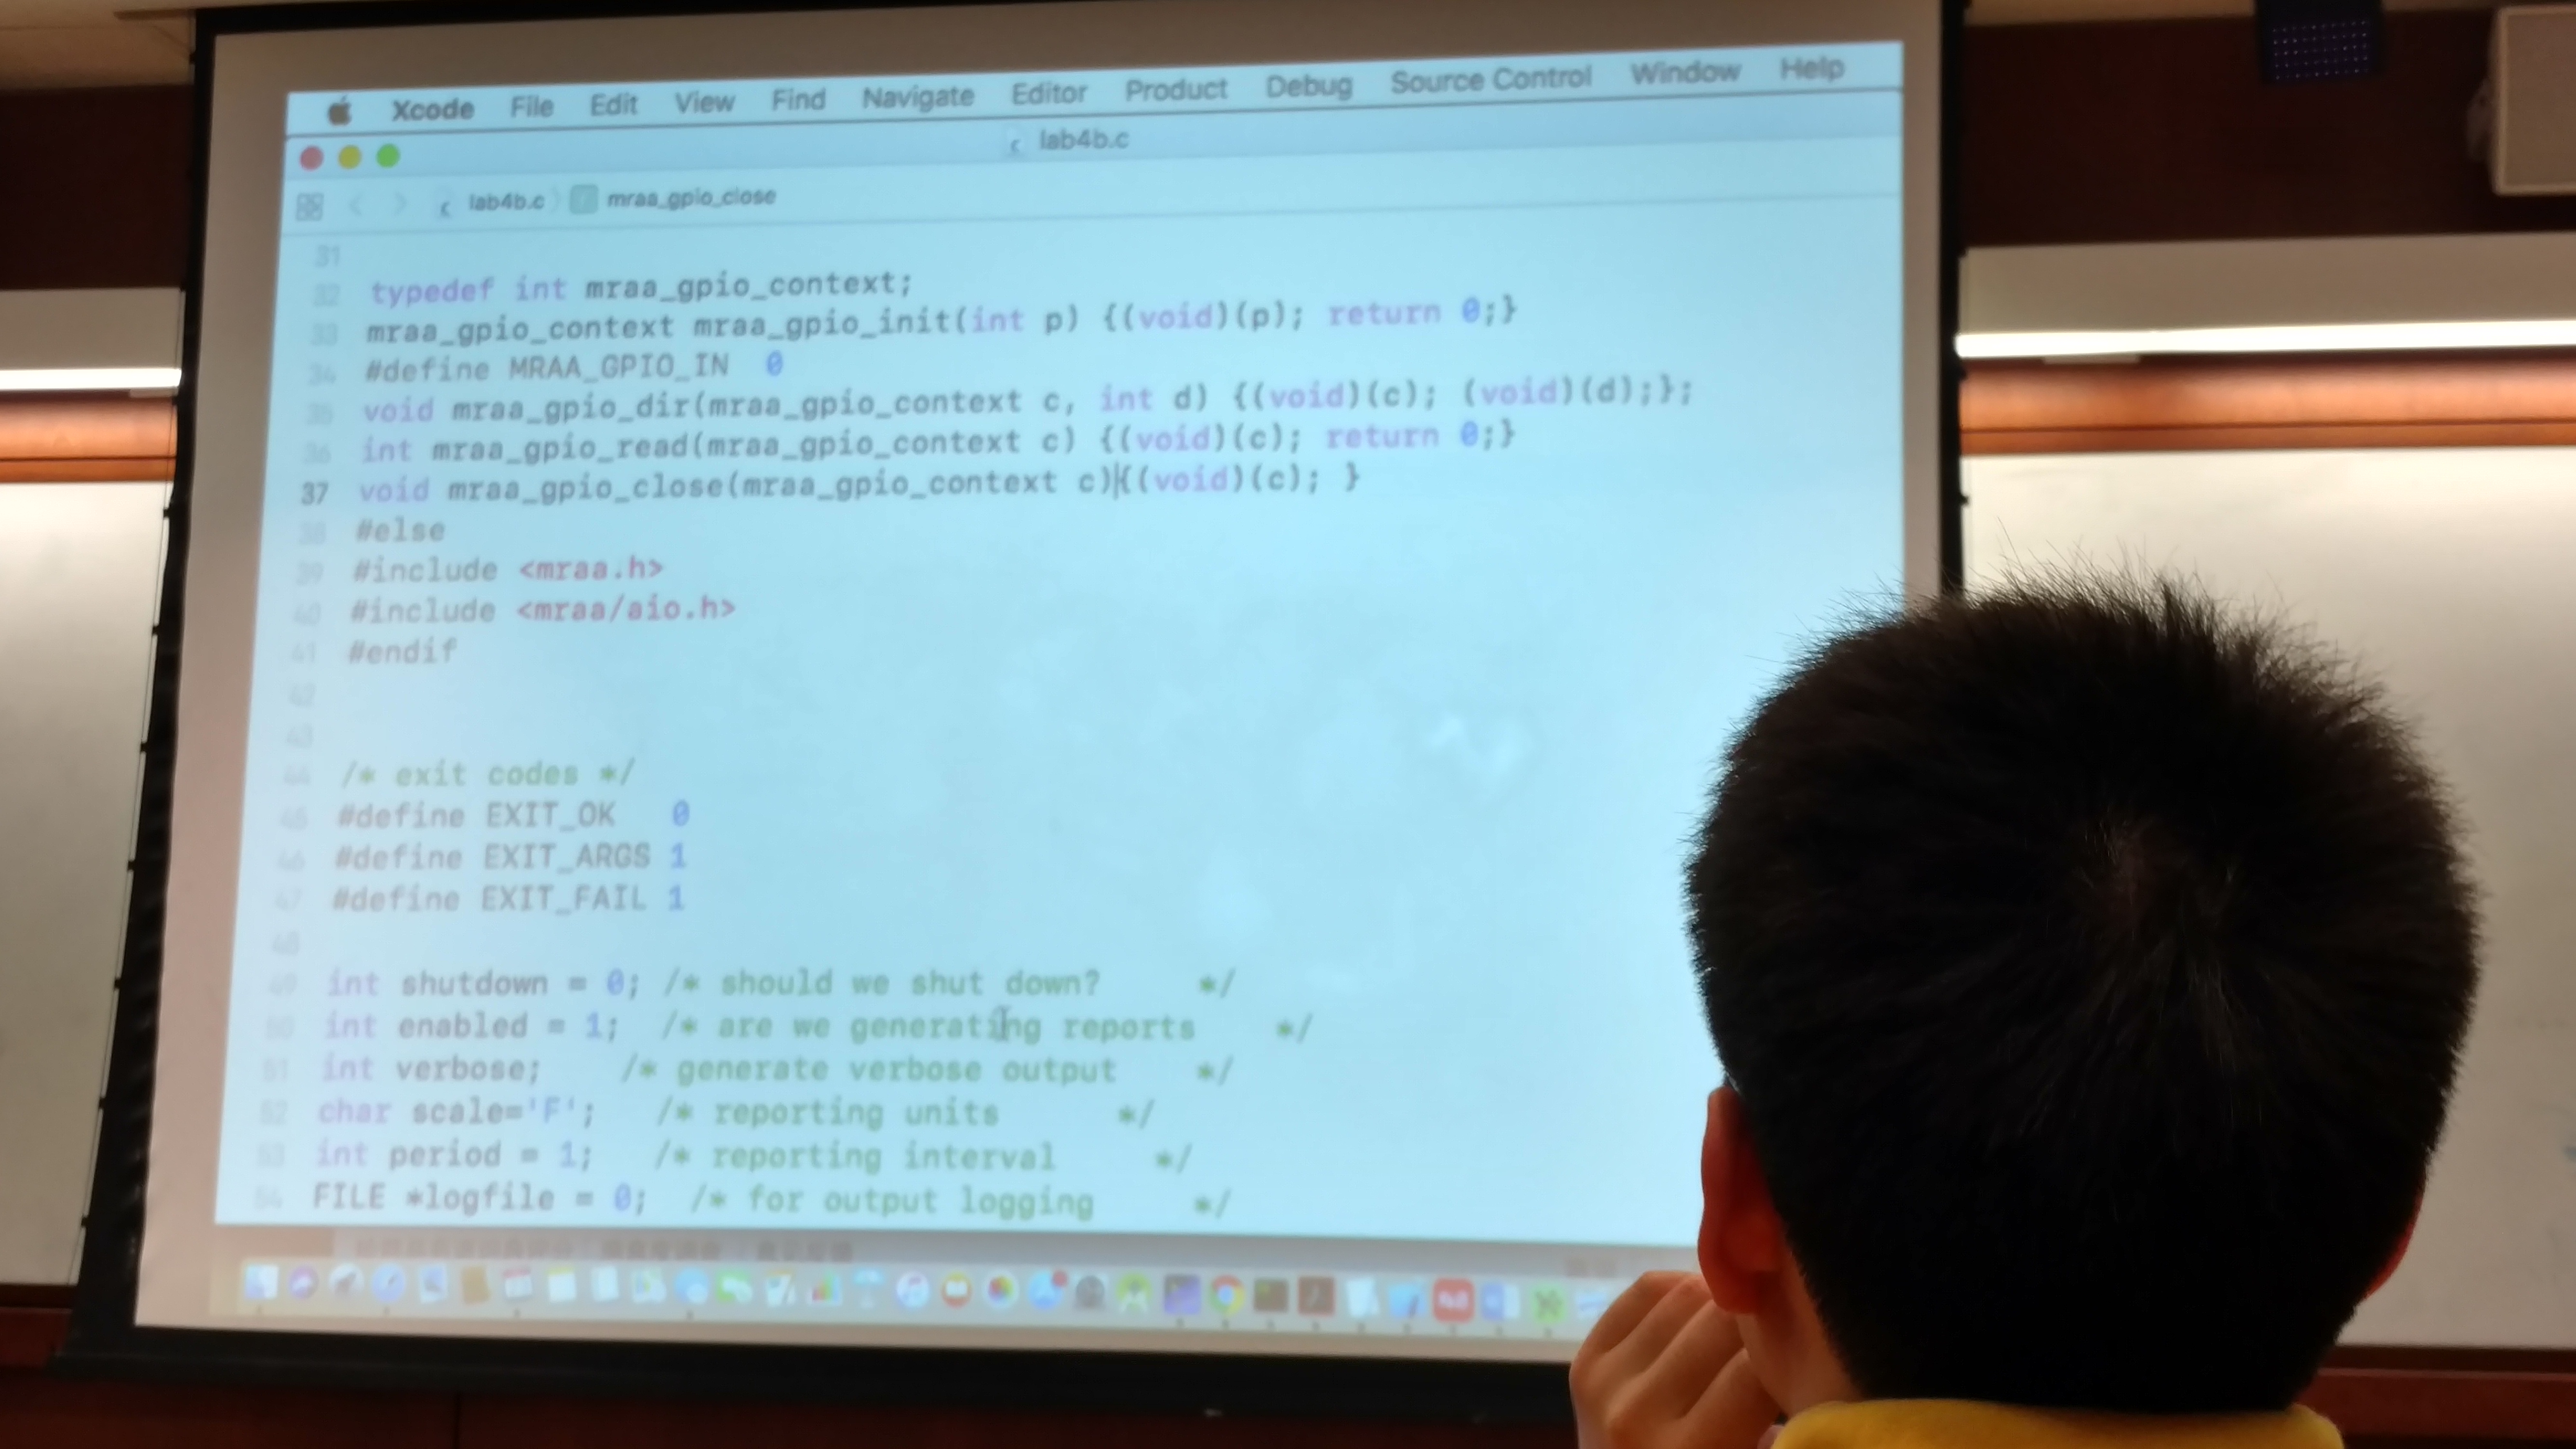 Xcode File Edit View Find Navigate Editor Product Debug Source Control Window Help
lab4b.c
lab4b.c mraa_gpio_close
31
32 typedef int mraa_gpio_context;
33 mraa_gpio_context mraa_gpio_init(int p) {(void)(p); return 0;}
34 #define MRAA_GPIO_IN 0
35 void mraa_gpio_dir(mraa_gpio_context c, int d) {(void)(c); (void)(d);};
36 int mraa_gpio_read(mraa_gpio_context c) {(void)(c); return 0;}
37 void mraa_gpio_close(mraa_gpio_context c){(void)(c); }
38 #else
39 #include <mraa.h>
40 #include <mraa/aio.h>
41 #endif
42
43
44 /* exit codes */
45 #define EXIT_OK 0
46 #define EXIT_ARGS 1
47 #define EXIT_FAIL 1
48
49 int shutdown = 0; /* should we shut down? */
50 int enabled = 1; /* are we generating reports */
51 int verbose; /* generate verbose output */
52 char scale='F'; /* reporting units */
53 int period = 1; /* reporting interval */
54 FILE *logfile = 0; /* for output logging */